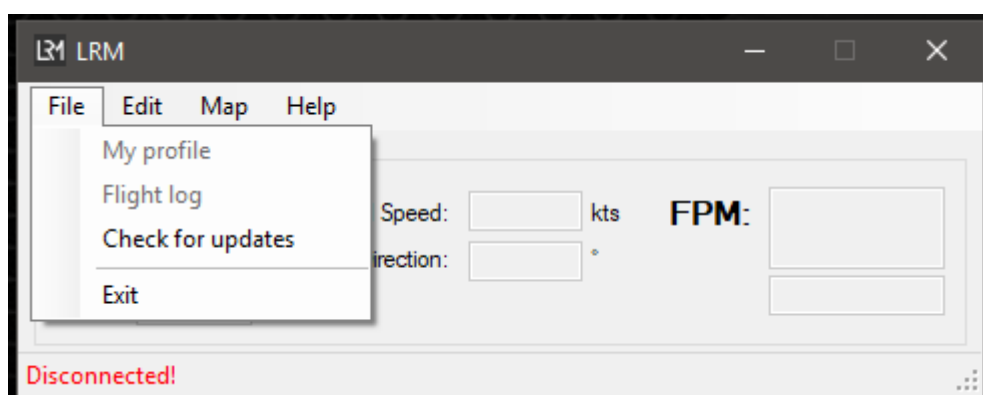 LRM LRM
File Edit Map Help
My profile
Flight log
Check for updates
Exit
Speed: kts FPM:
irection: °
Disconnected!